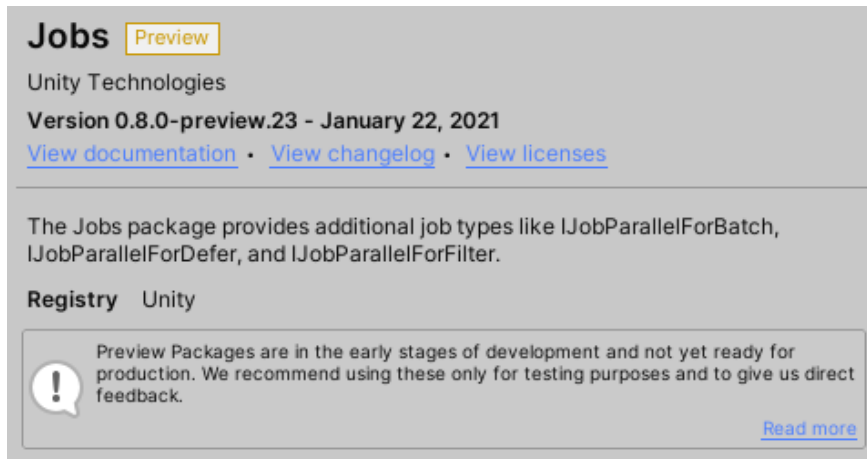 Jobs Preview
Unity Technologies
Version 0.8.0-preview.23 - January 22, 2021
View documentation • View changelog • View licenses
The Jobs package provides additional job types like IJobParallelForBatch,
IJobParallelForDefer, and IJobParallelForFilter.
Registry Unity
Preview Packages are in the early stages of development and not yet ready for
production. We recommend using these only for testing purposes and to give us direct
feedback.
Read more